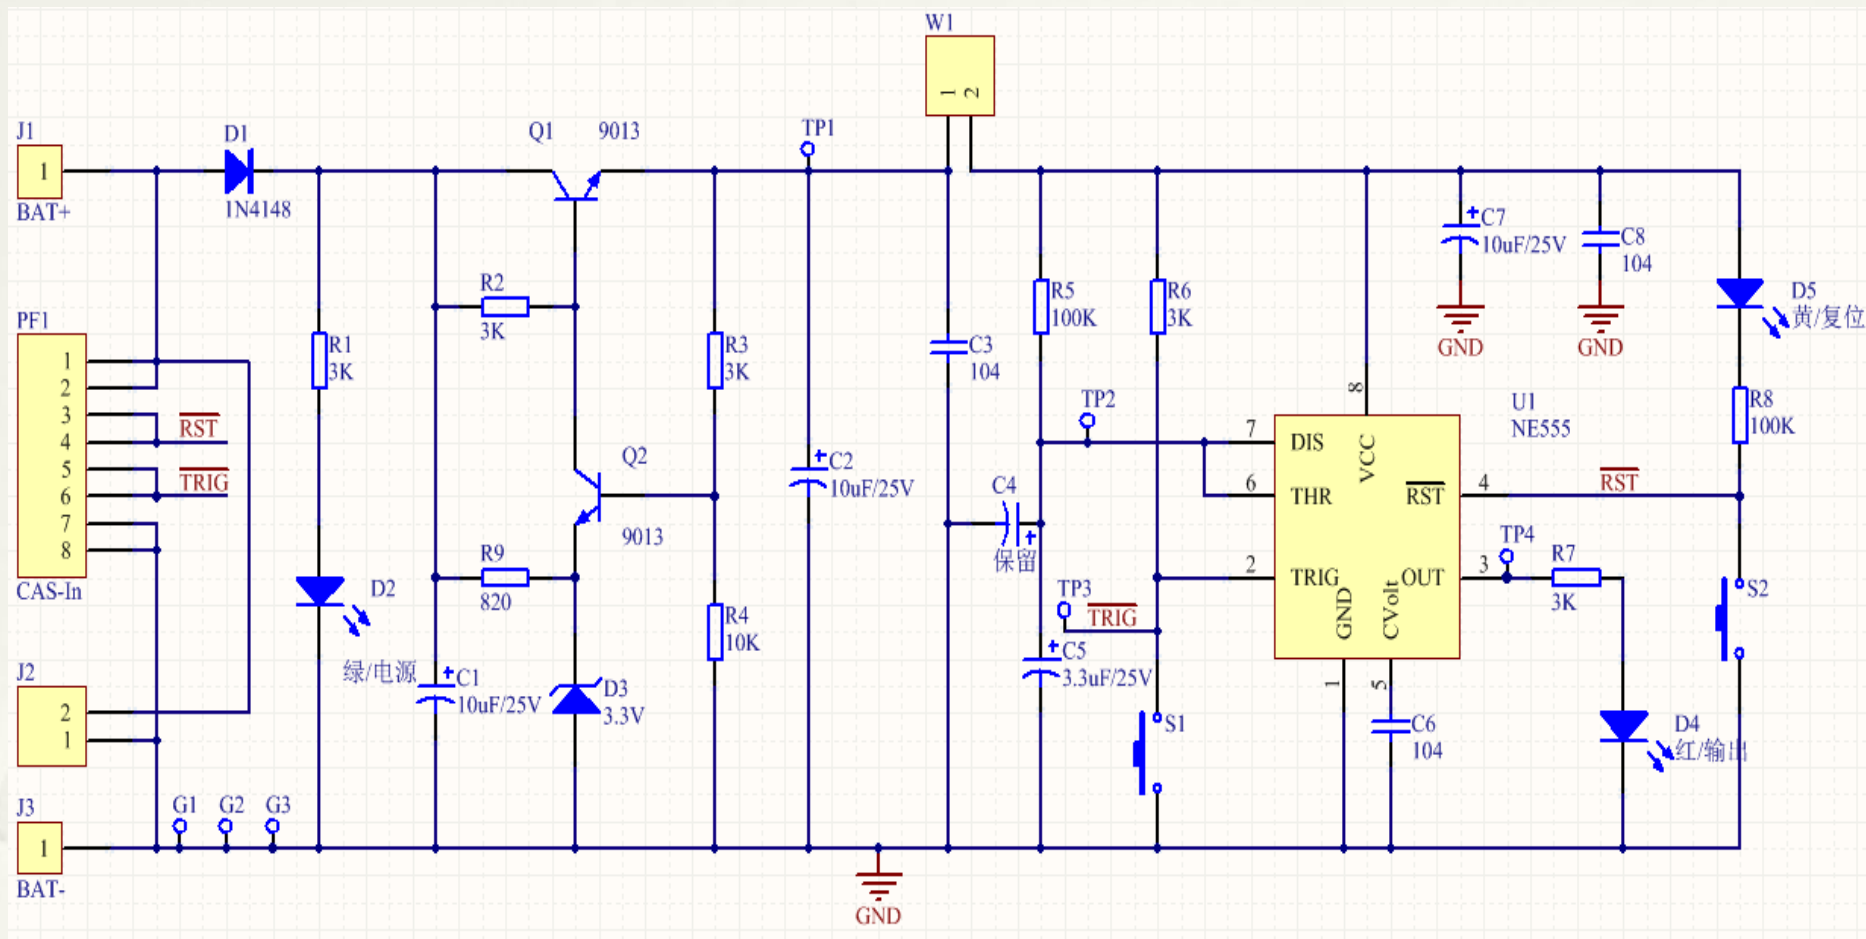 W1
1 2
J1
1
BAT+
D1
1N4148
Q1 9013
TP1
R2
3K
R1
3K
R3
3K
C3
104
R5
100K
R6
3K
C7
10uF/25V
GND
C8
104
GND
D5
黄/复位
PF1
1
2
3
4
5
6
7
8
CAS-In
RST
TRIG
Q2
9013
C2
10uF/25V
C4
保留
TP2
TP3
TRIG
U1
NE555
8
7 DIS
6 THR
2 TRIG
VCC
RST 4
OUT 3
GND
CVolt
1
5
RST
R8
100K
TP4
R7
3K
S2
D2
绿/电源
R9
820
C1
10uF/25V
D3
3.3V
R4
10K
C5
3.3uF/25V
S1
C6
104
D4
红/输出
J2
2
1
J3
1
BAT-
G1 G2 G3
GND